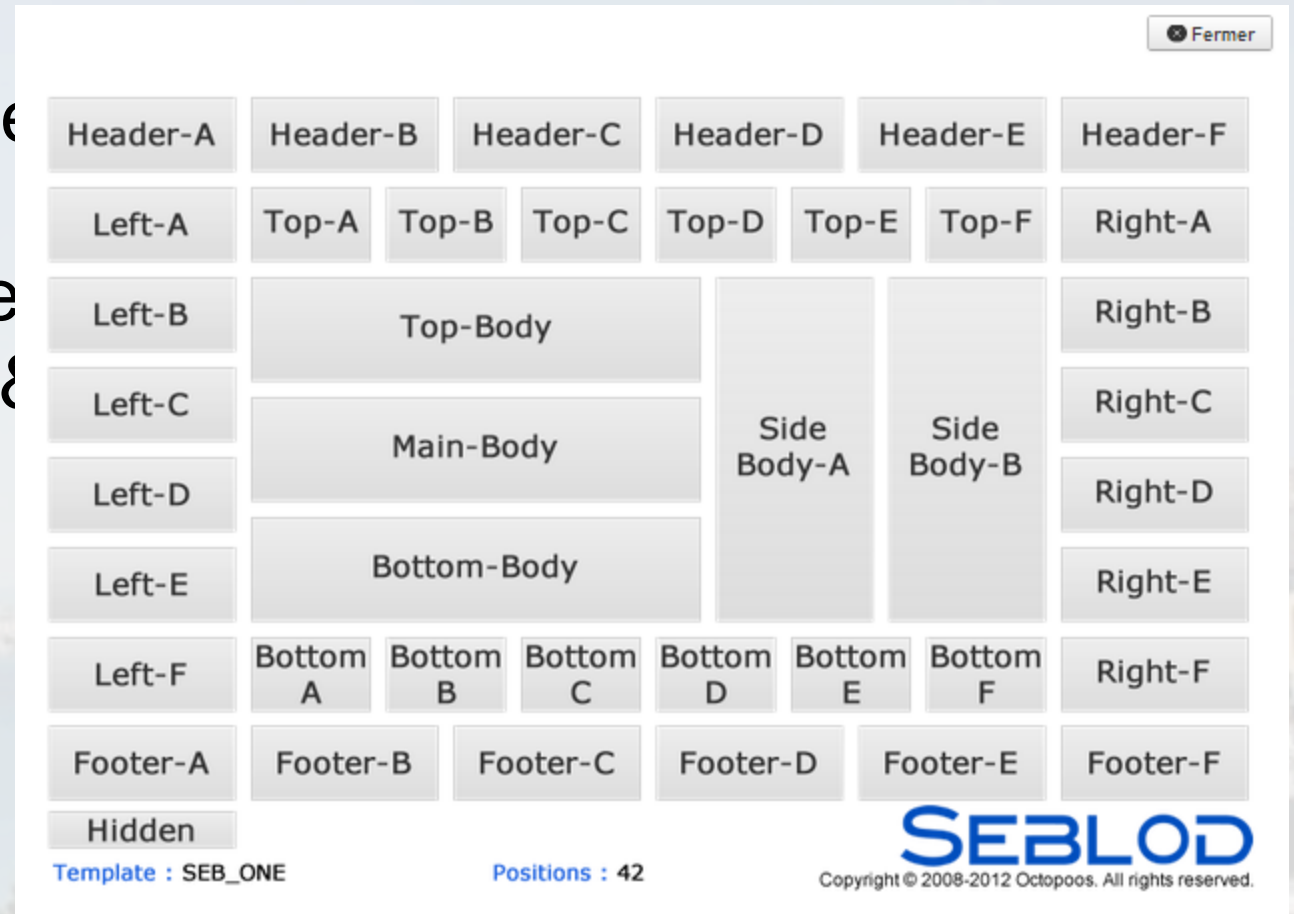 Fermer
Header-A Header-B Header-C Header-D Header-E Header-F
Left-A Top-A Top-B Top-C Top-D Top-E Top-F Right-A
Left-B Top-Body Right-B
Left-C Right-C
Main-Body
Side
Body-A
Side
Body-B
Left-D Right-D
Left-E Bottom-Body Right-E
Left-F
Bottom
A
Bottom
B
Bottom
C
Bottom
D
Bottom
E
Bottom
F
Right-F
Footer-A Footer-B Footer-C Footer-D Footer-E Footer-F
Hidden
SEBLOD
Template : SEB_ONE Positions : 42
Copyright © 2008-2012 Octopoos. All rights reserved.